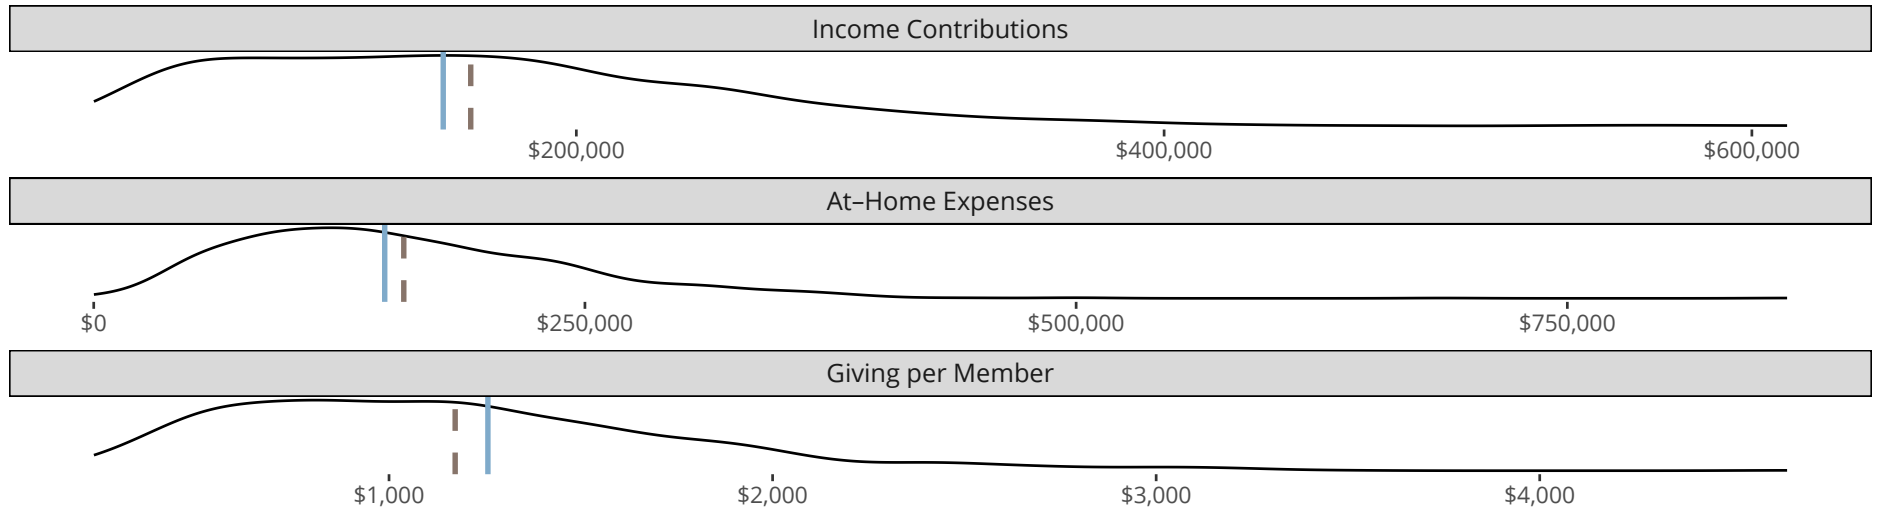 Income Contributions
$200,000 $400,000 $600,000
At–Home Expenses
$0 $250,000 $500,000 $750,000
Giving per Member
$1,000 $2,000 $3,000 $4,000